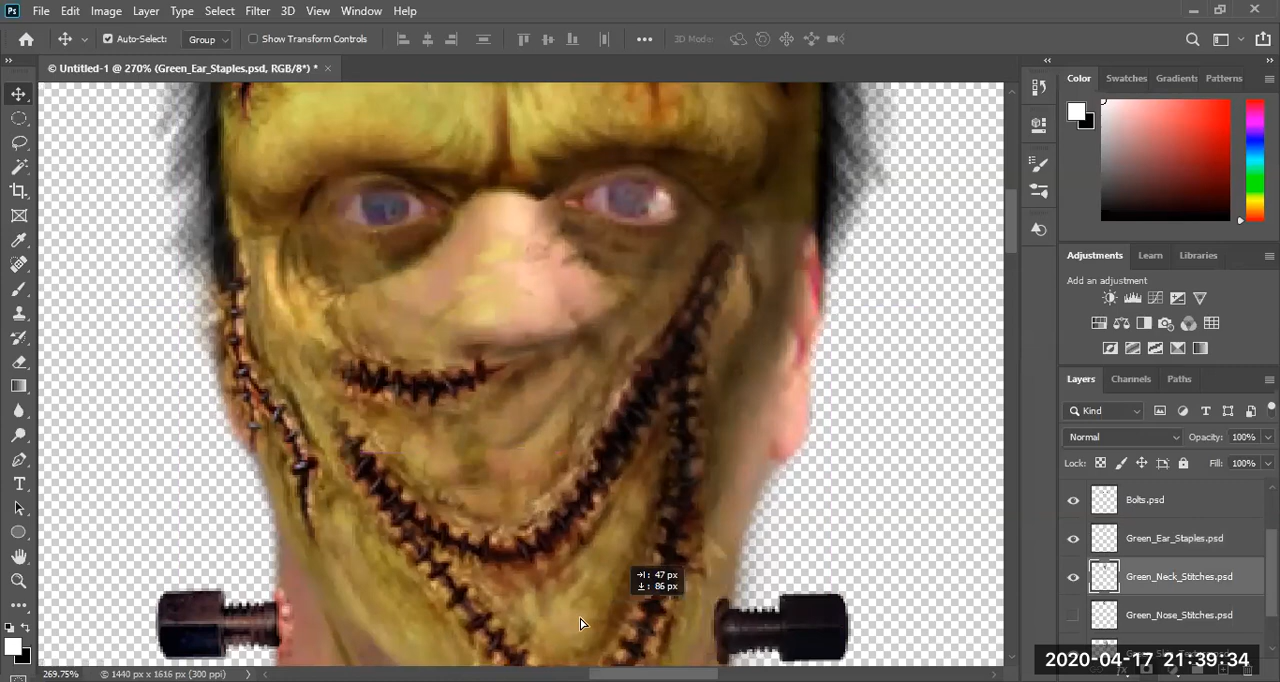 Ps File Edit Image Layer Type Select Filter 3D View Window Help
Auto-Select: Group Show Transform Controls 3D Mode
© Untitled-1 @ 270% (Green_Ear_Staples.psd, RGB/8*) * ×
Color Swatches Gradients Patterns
Adjustments Learn Libraries
Add an adjustment
Layers Channels Paths
Kind
Normal Opacity: 100%
Lock: Fill: 100%
Bolts.psd
Green_Ear_Staples.psd
Green_Neck_Stitches.psd
Green_Nose_Stitches.psd
47 px
86 px
2020-04-17 21:39:34
269.75% © 1440 px x 1616 px (300 ppi)